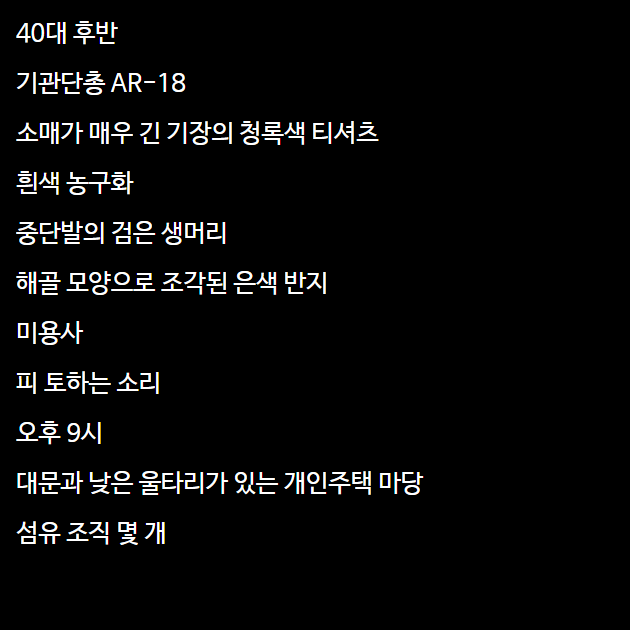 40대 후반
기관단총 AR-18
소매가 매우 긴 기장의 청록색 티셔츠
흰색 농구화
중단발의 검은 생머리
해골 모양으로 조각된 은색 반지
미용사
피 토하는 소리
오후 9시
대문과 낮은 울타리가 있는 개인주택 마당
섬유 조직 몇 개